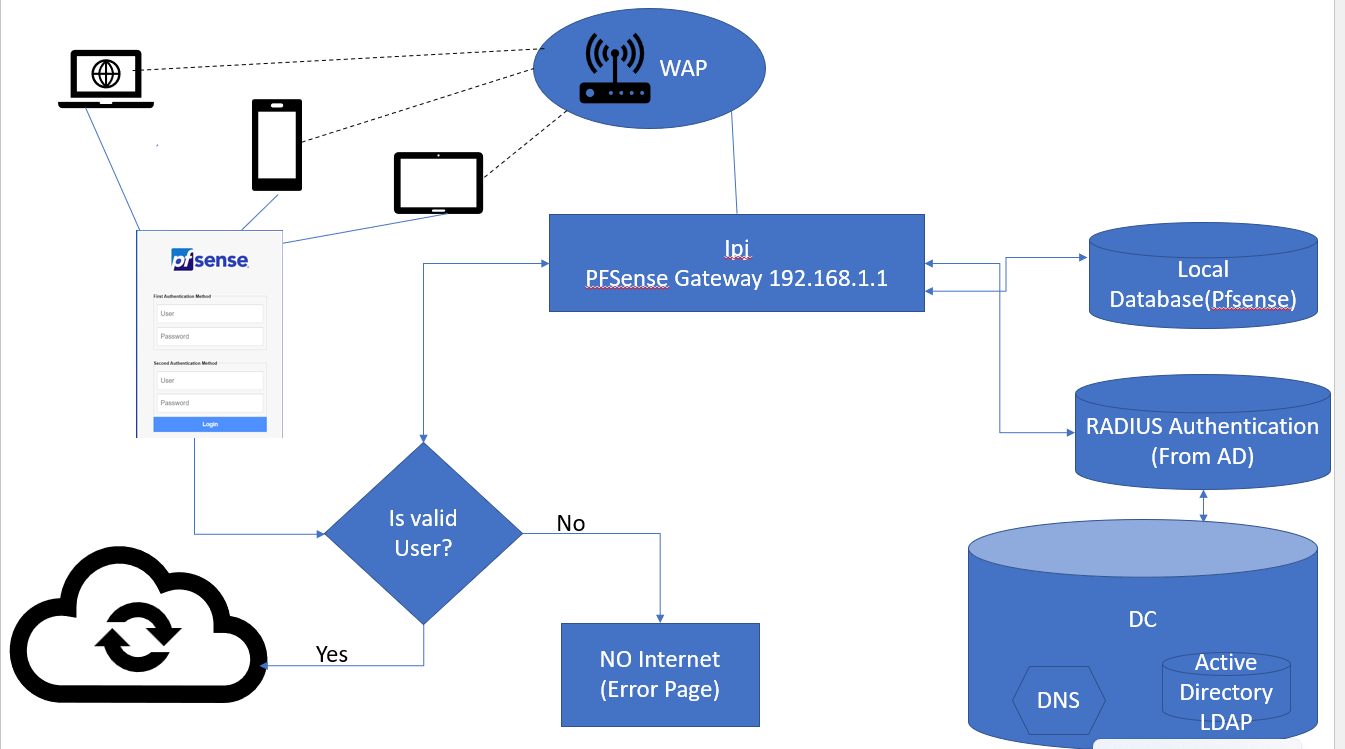 WAP
Ipj
PFSense Gateway 192.168.1.1
Local
Database(Pfsense)
pfsense
First Authentication Method
User
Password
Second Authentication Method
User
Password
Login
RADIUS Authentication
(From AD)
Is valid
User?
No
Yes
NO Internet
(Error Page)
DC
DNS
Active
Directory
LDAP